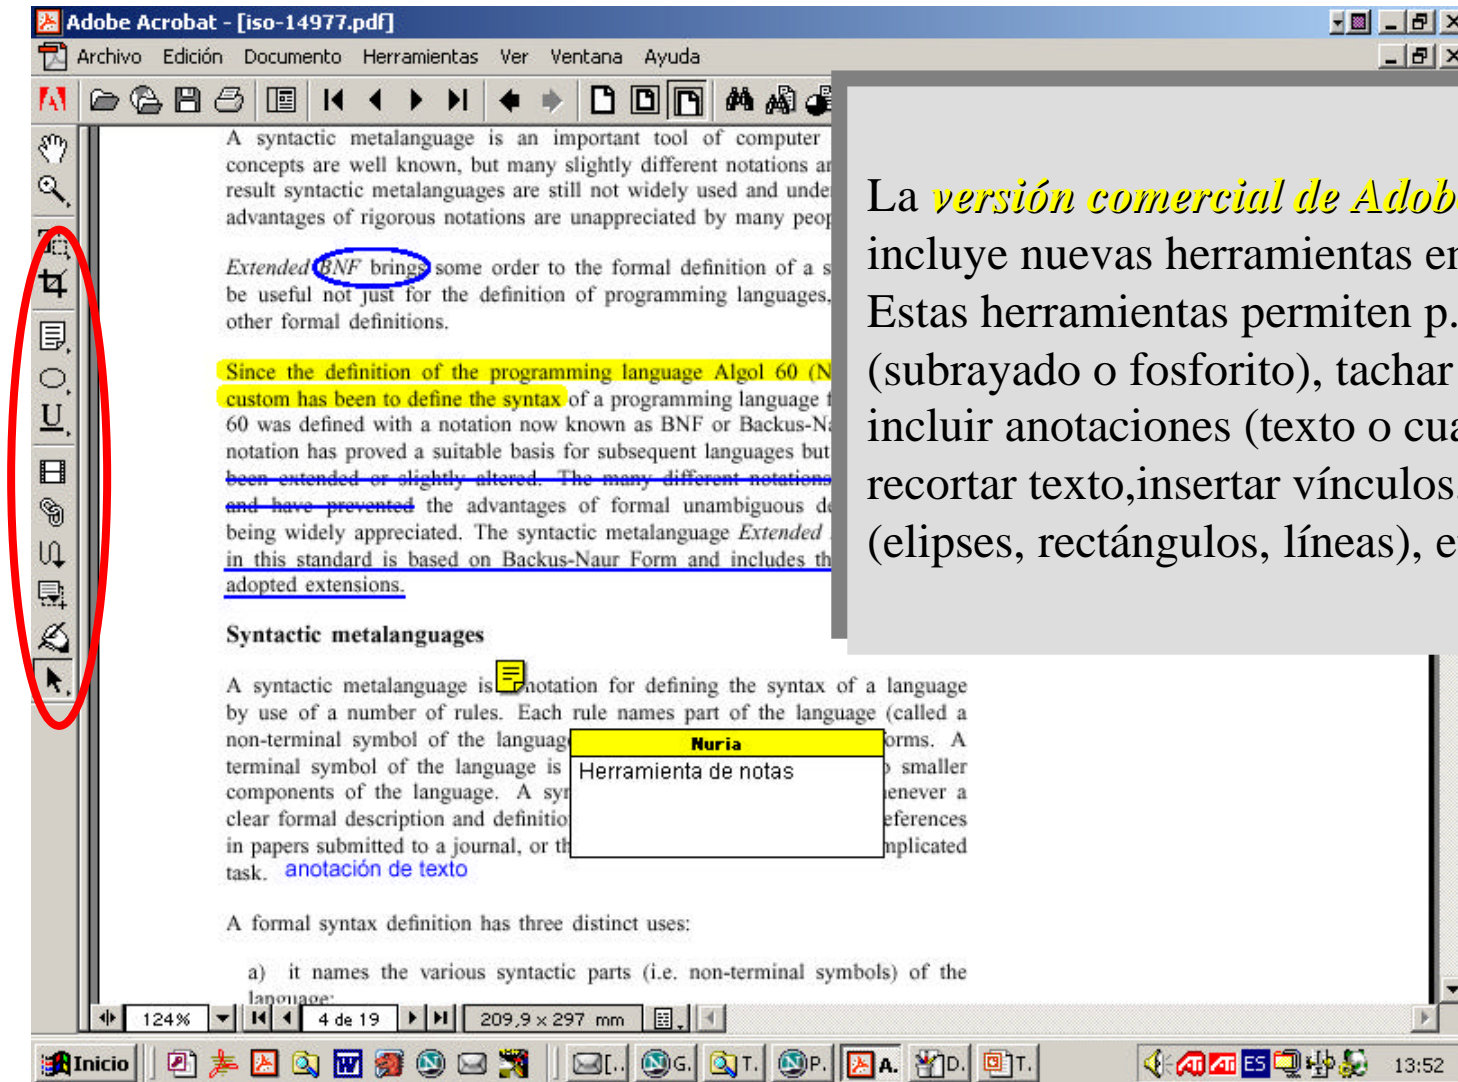 Adobe Acrobat - [iso-14977.pdf]
Archivo Edición Documento Herramientas Ver Ventana Ayuda
A syntactic metalanguage is an important tool of computer
concepts are well known, but many slightly different notations
result syntactic metalanguages are still not widely used and
advantages of rigorous notations are unappreciated by many
Extended BNF brings some order to the formal definition of a
be useful not just for the definition of programming languages,
other formal definitions.
Since the definition of the programming language Algol 60
custom has been to define the syntax of a programming language
60 was defined with a notation now known as BNF or
notation has proved a suitable basis for subsequent languages but
been extended or slightly altered. The many different notations
and have prevented the advantages of formal unambiguous
being widely appreciated. The syntactic metalanguage Extended
in this standard is based on Backus-Naur Form and includes
adopted extensions.
Syntactic metalanguages
A syntactic metalanguage is notation for defining the syntax of a language
by use of a number of rules. Each rule names part of the language (called a
non-terminal symbol of the orms. A
terminal symbol of the language is smaller
components of the language. A enever a
clear formal description and eferences
in papers submitted to a journal, or mplicated
task. anotación de texto
Nuria
Herramienta de notas
A formal syntax definition has three distinct uses:
a) it names the various syntactic parts (i.e. non-terminal symbols) of the
language;
La versión comercial de Adob
incluye nuevas herramientas
Estas herramientas permiten p.
(subrayado o fosforito), tachar
incluir anotaciones (texto o
recortar texto,insertar vínculos
(elipses, rectángulos, líneas),
U
124% 4 de 19 209,9 x 297 mm
Inicio [.. G. T. P. A. D. T. ES 13:52